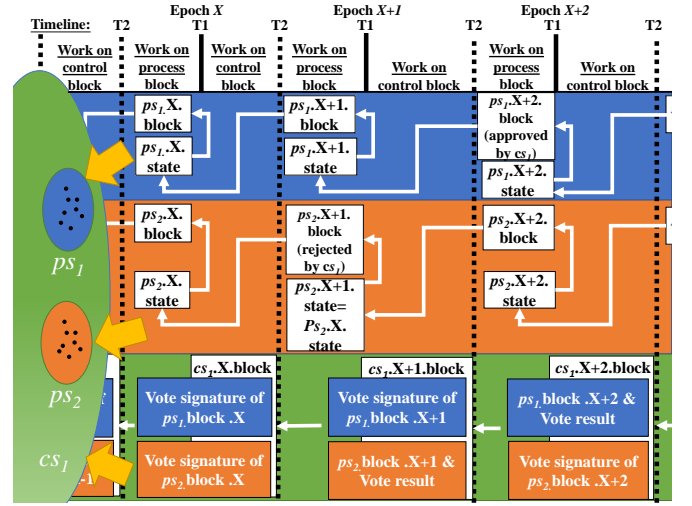 Epoch X
Epoch X+1
Epoch X+2
Timeline:
T2
T1
T2
T1
T2
T1
T2
Work on
control
block
Work on
process
block
Work on
control
block
Work on
process
block
Work on
control block
Work on
process
block
Work on
control block
ps1.X.
block
ps1.X.
state
ps1.X+1.
block
ps1.X+1.
state
ps1.X+2.
block
(approved
by cs1)
ps1.X+2.
state
ps2.X.
block
ps2.X.
state
ps2.X+1.
block
(rejected
by cs1)
ps2.X+1.
state=
Ps2.X.
state
ps2.X+2.
block
ps2.X+2.
state
ps1
ps2
cs1
-1
cs1.X.block
Vote signature of
ps1.block .X
Vote signature of
ps2.block .X
cs1.X+1.block
Vote signature of
ps1.block .X+1
ps2.block .X+1 &
Vote result
cs1.X+2.block
ps1.block .X+2 &
Vote result
Vote signature of
ps2.block .X+2